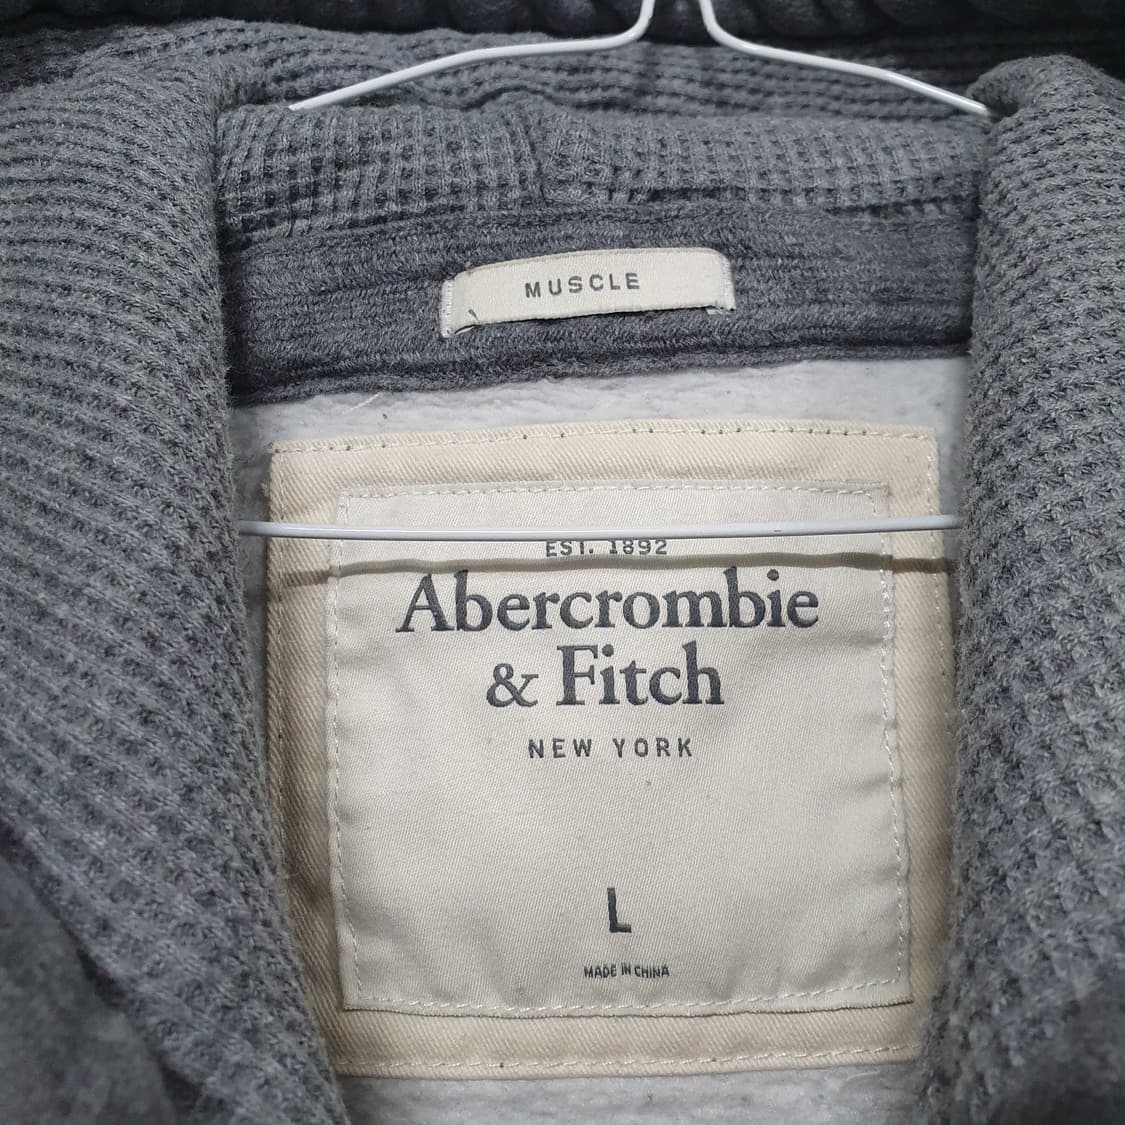 MUSCLE
EST. 1892
Abercrombie
& Fitch
NEW YORK
L
MADE IN CHINA